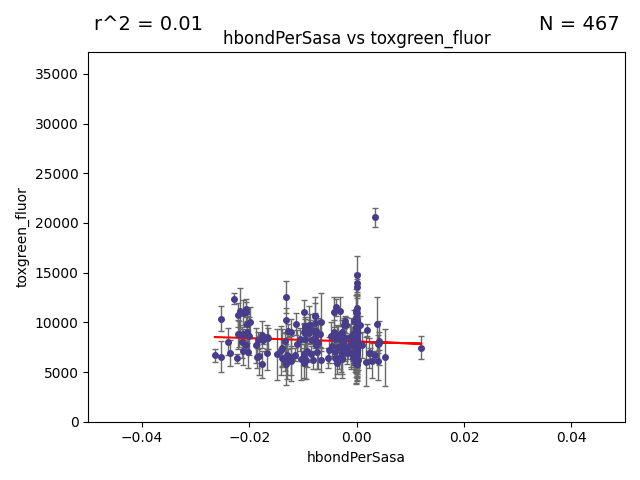 r^2 = 0.01
N = 467
hbondPerSasa vs toxgreen_fluor
35000
30000
25000
20000
15000
10000
5000
0
toxgreen_fluor
−0.04
−0.02
0.00
0.02
0.04
hbondPerSasa